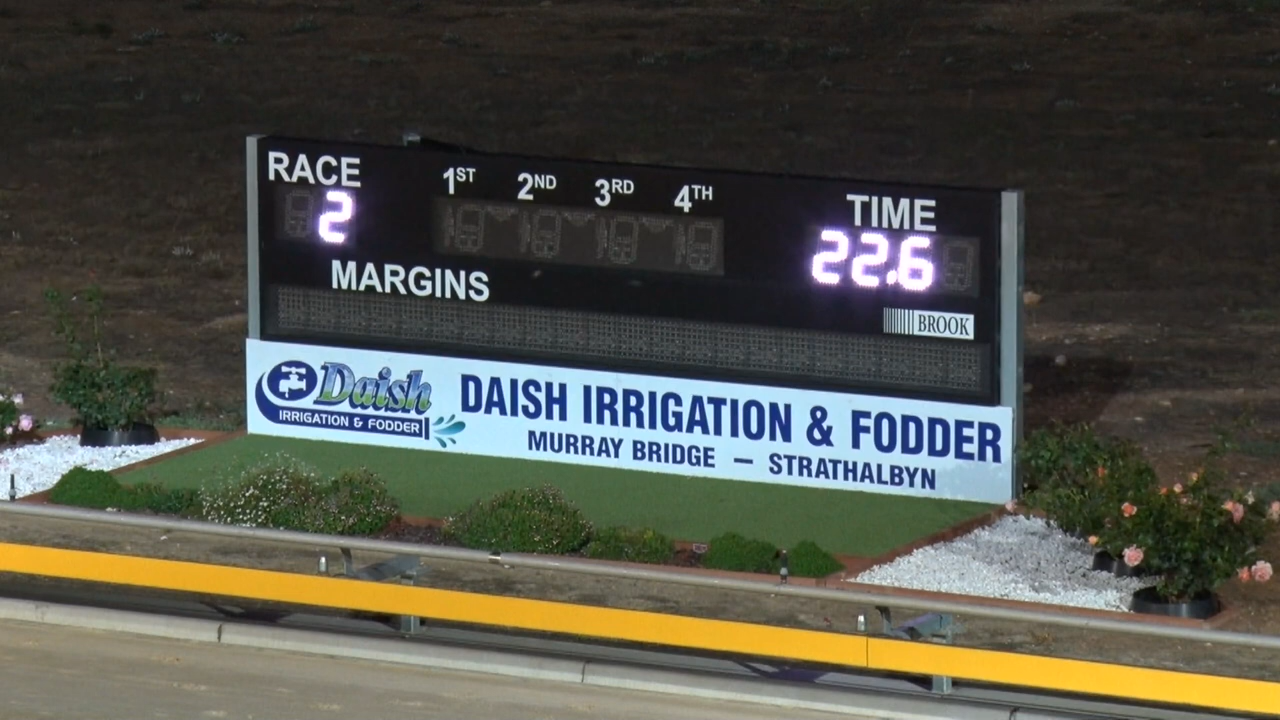 RACE 1ST 2ND 3RD 4TH TIME
2 22.6
MARGINS
BROOK
Daish
IRRIGATION & FODDER
DAISH IRRIGATION & FODDER
MURRAY BRIDGE — STRATHALBYN